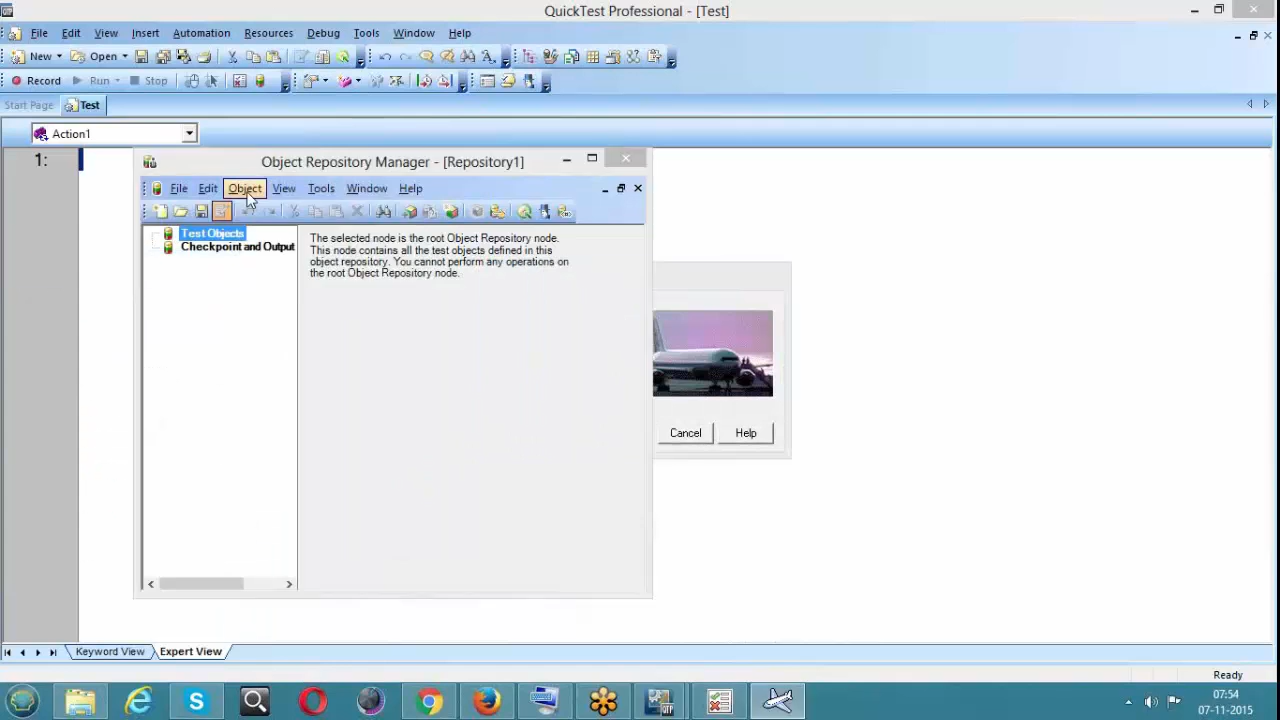 QuickTest Professional - [Test]
File Edit View Insert Automation Resources Debug Tools Window Help
New Open
Record Run Stop
Start Page Test
Action1
1:
Object Repository Manager - [Repository1]
File Edit Object View Tools Window Help
Test Objects
Checkpoint and Output
The selected node is the root Object Repository node.
This node contains all the test objects defined in this
object repository. You cannot perform any operations on
the root Object Repository node.
Cancel Help
Keyword View Expert View
Ready
QTP
07:54
07-11-2015